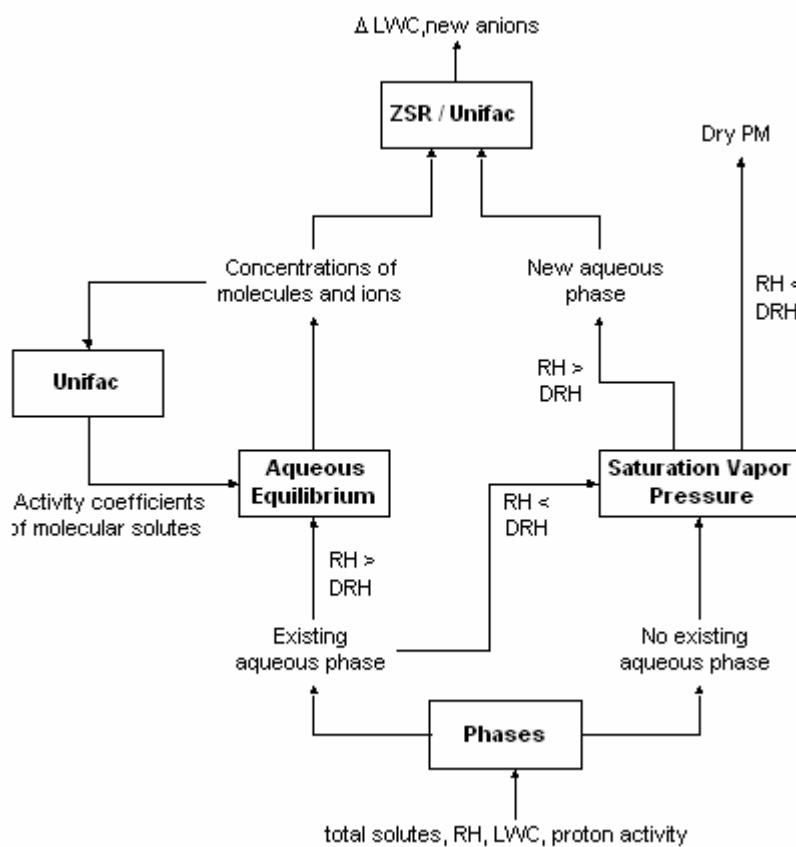 Δ LWC,new anions
ZSR / Unifac
Dry PM
Concentrations of
molecules and ions
New aqueous
phase
RH <
DRH
Unifac
RH >
DRH
Aqueous
Equilibrium
Saturation Vapor
Pressure
Activity coefficients
of molecular solutes
RH <
DRH
RH >
DRH
Existing
aqueous phase
No existing
aqueous phase
Phases
total solutes, RH, LWC, proton activity